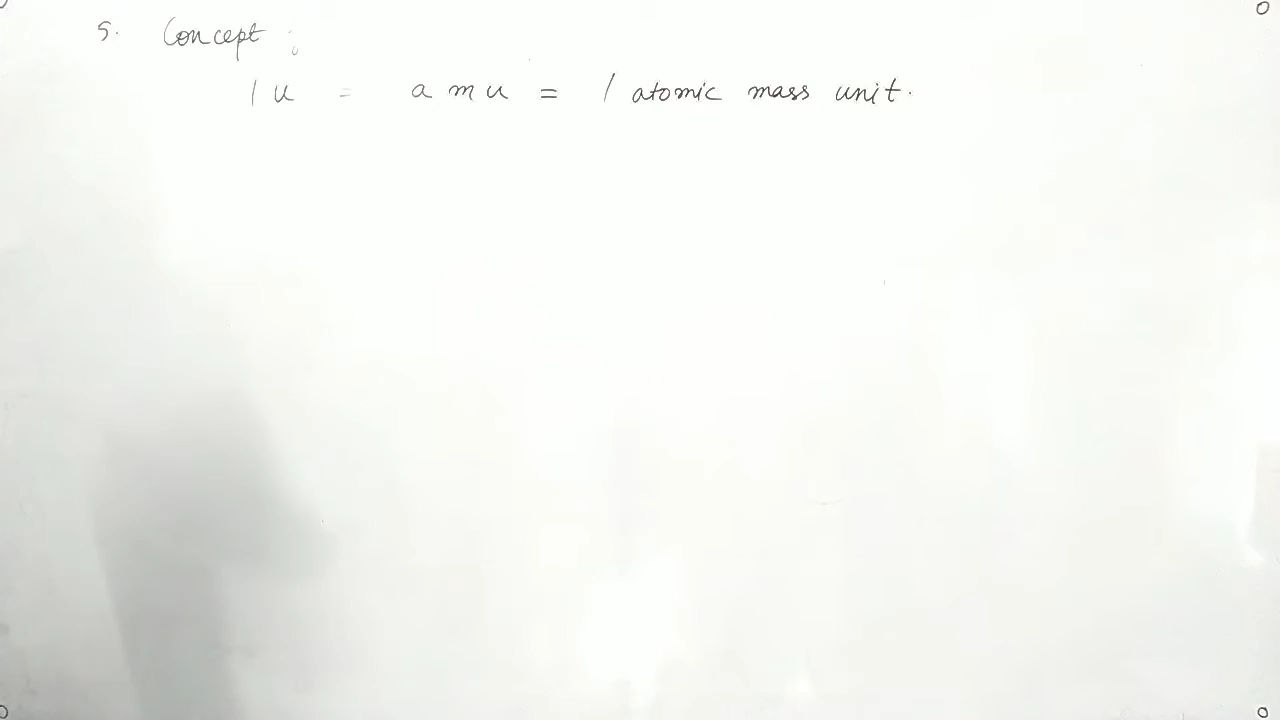 5. Concept :
1 u = a m u = 1 atomic mass unit.